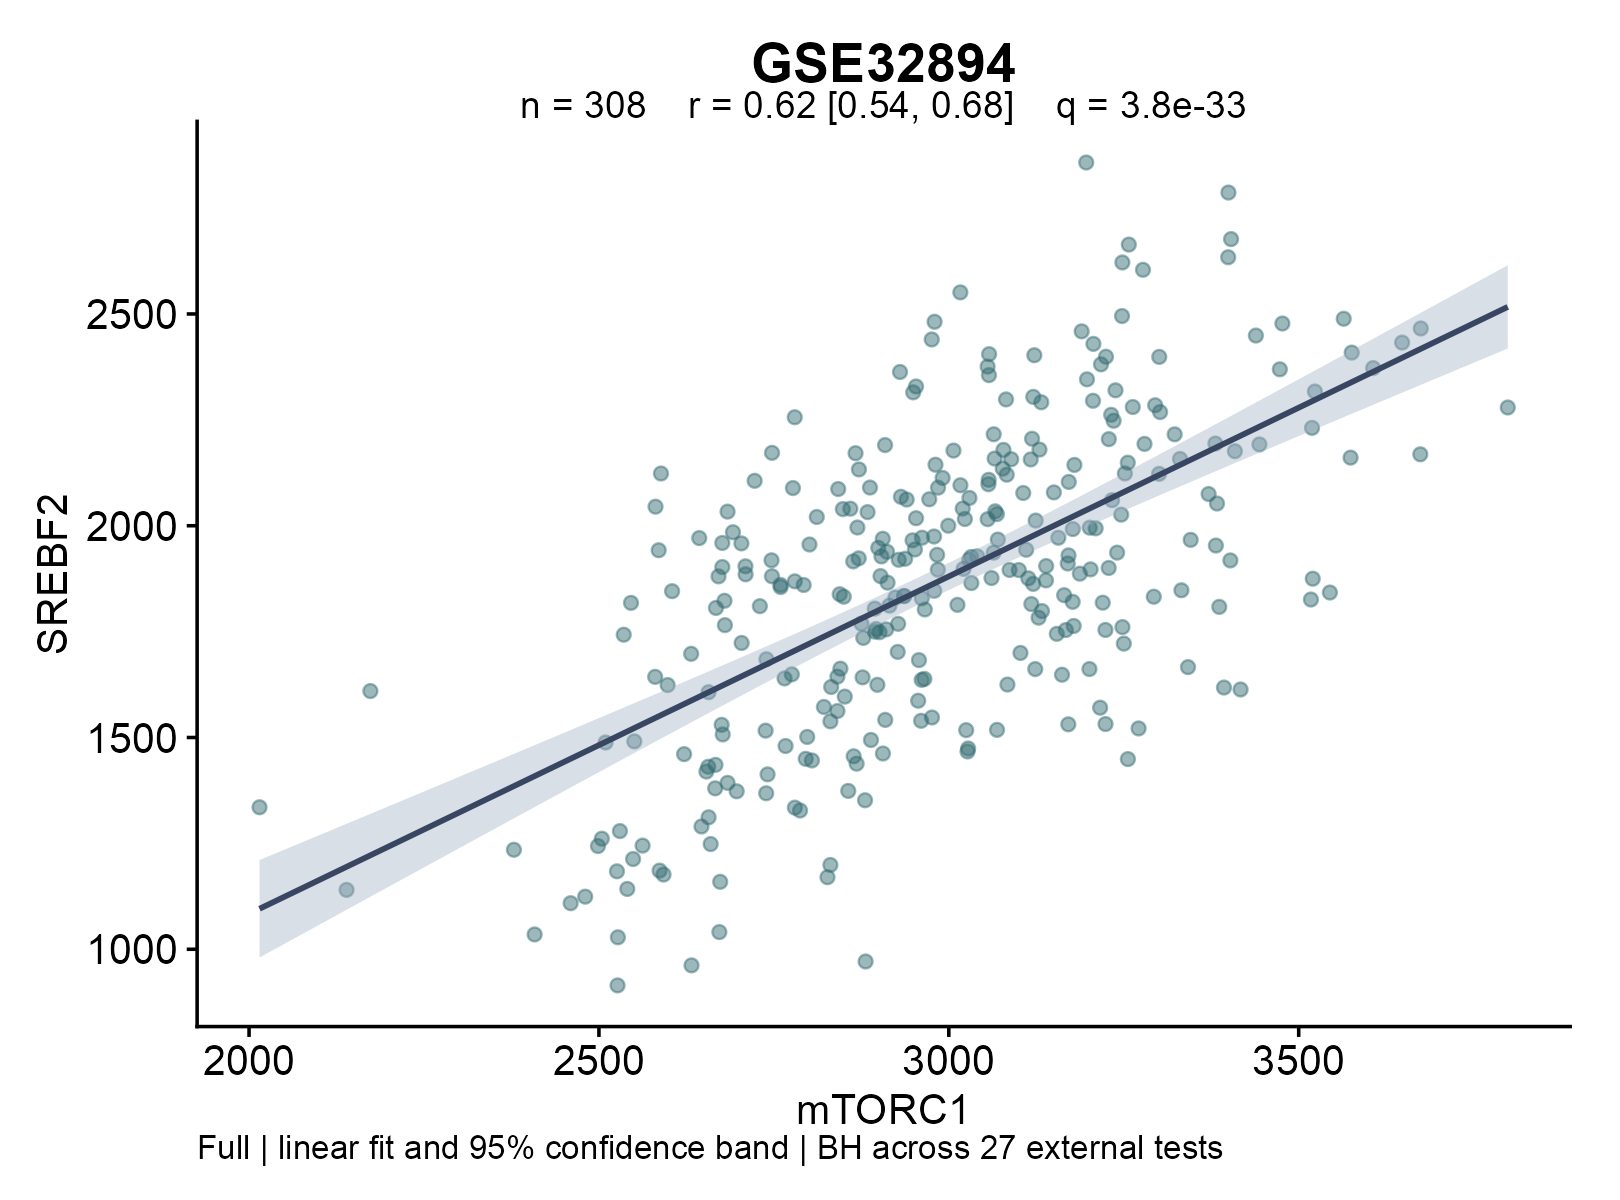 GSE32894
n = 308 r = 0.62 [0.54, 0.68] q = 3.8e-33
SREBF2
2500
2000
1500
1000
2000 2500 3000 3500
mTORC1
Full | linear fit and 95% confidence band | BH across 27 external tests